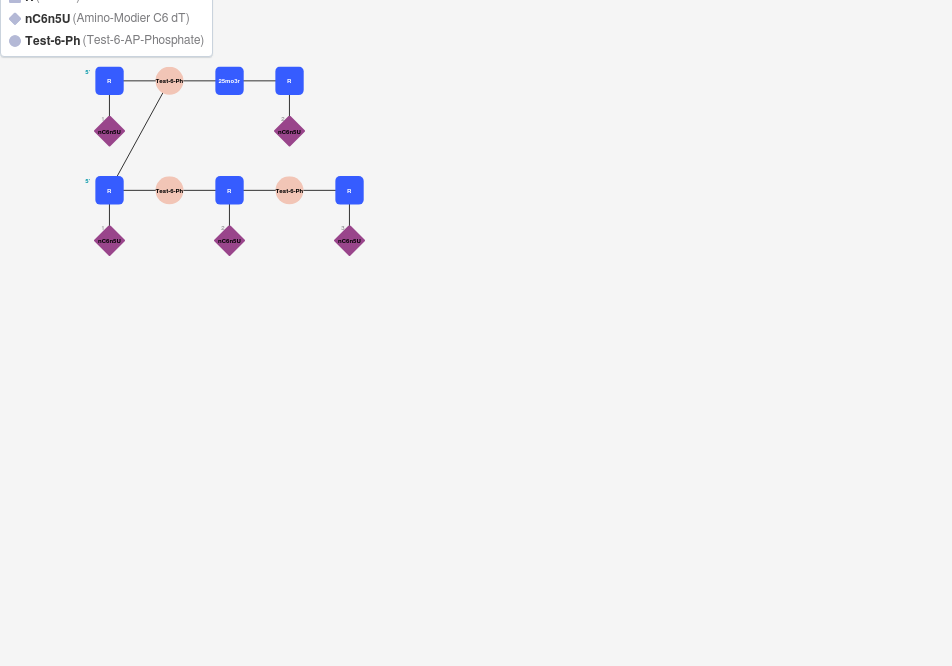 nC6n5U (Amino-Modier C6 dT)
Test-6-Ph (Test-6-AP-Phosphate)
5' R Test-6-Ph 25mo3r R
nC6n5U nC6n5U
5' R Test-6-Ph R Test-6-Ph R
nC6n5U nC6n5U nC6n5U